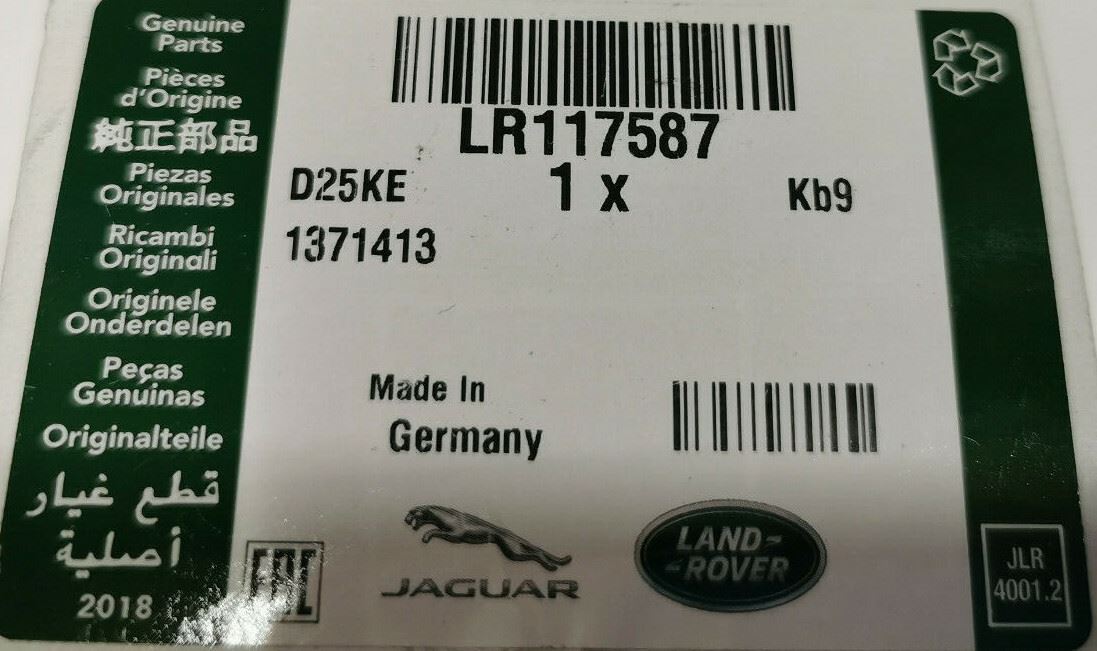 Genuine
Parts
Pièces
d'Origine
純正部品
Piezas
Originales
Ricambi
Originali
Originele
Onderdelen
Peças
Genuinas
Originalteile
قطع غيار
أصلية
2018
LR117587
D25KE
1 x
Kb9
1371413
Made In
Germany
EAC
JAGUAR
LAND-
-ROVER
JLR
4001.2